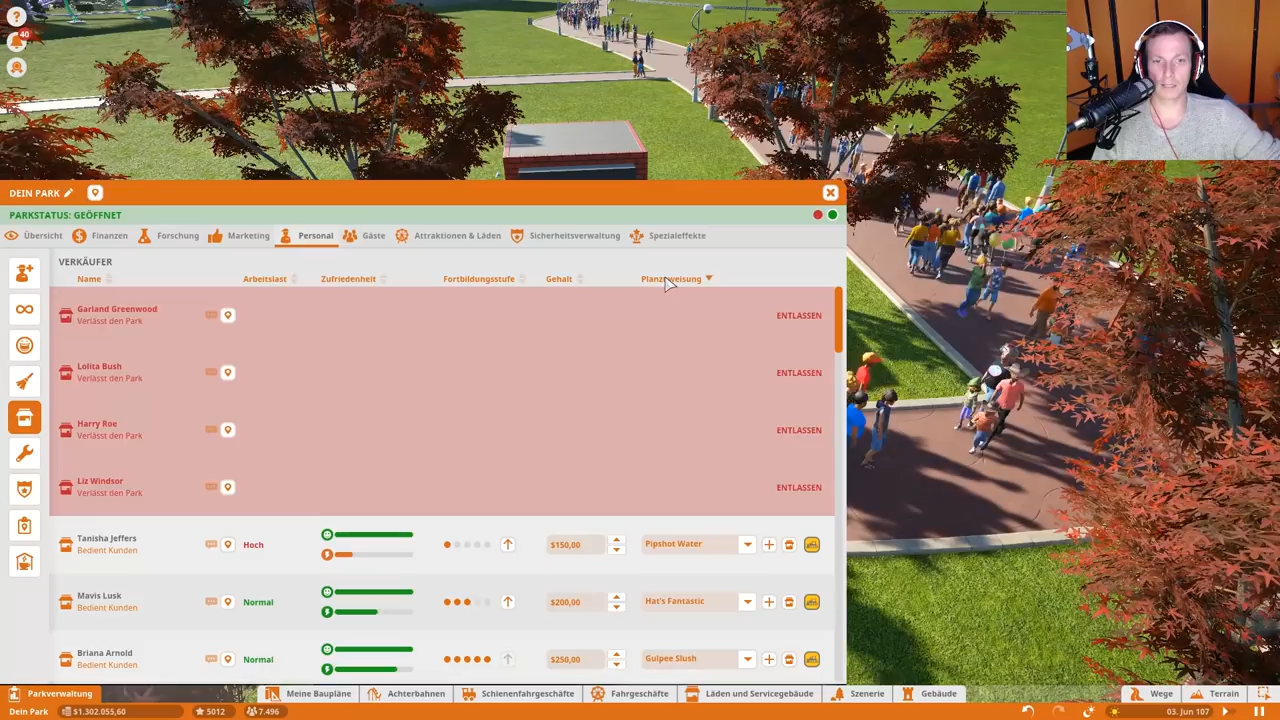 ?
40
DEIN PARK
PARKSTATUS: GEÖFFNET
Übersicht Finanzen Forschung Marketing Personal Gäste Attraktionen & Läden Sicherheitsverwaltung Spezialeffekte
VERKÄUFER
Name Arbeitslast Zufriedenheit Fortbildungsstufe Gehalt Planzuweisung
Garland Greenwood
Verlässt den Park
ENTLASSEN
Lolita Bush
Verlässt den Park
ENTLASSEN
Harry Roe
Verlässt den Park
ENTLASSEN
Liz Windsor
Verlässt den Park
ENTLASSEN
Tanisha Jeffers
Bedient Kunden
Hoch $150,00 Pipshot Water
Mavis Lusk
Bedient Kunden
Normal $200,00 Hat's Fantastic
Briana Arnold
Bedient Kunden
Normal $250,00 Gulpee Slush
Parkverwaltung Meine Baupläne Achterbahnen Schienenfahrgeschäfte Fahrgeschäfte Läden und Servicegebäude Szenerie Gebäude Wege Terrain
Dein Park $1.302.055,60 5012 7.496 03. Jun 107